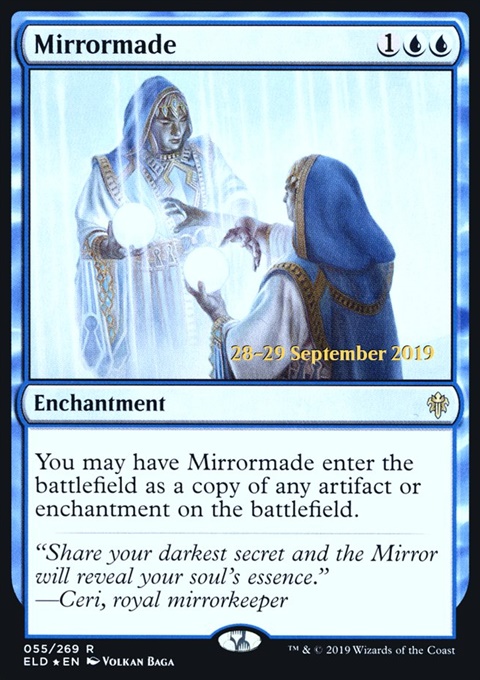 Mirrormade 1
28–29 September 2019
Enchantment
You may have Mirrormade enter the
battlefield as a copy of any artifact or
enchantment on the battlefield.
“Share your darkest secret and the Mirror
will reveal your soul's essence.”
—Ceri, royal mirrorkeeper
055/269 R
ELD ★ EN Volkan Baga
™ & © 2019 Wizards of the Coast